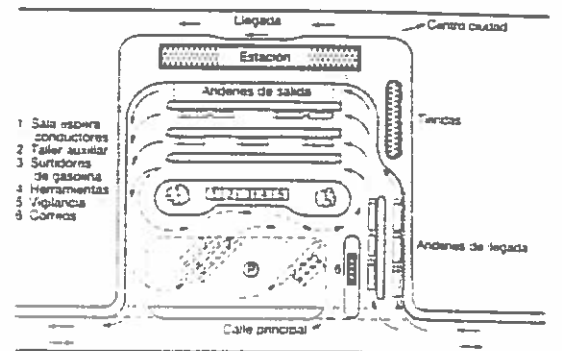 Llegada
Centro ciudad
Estación
Andenes de salida
Tiendas
1 Sala espera
conductores
2 Taller auxiliar
3 Surtidores
de gasolina
4 Herramientas
5 Vigilancia
6 Correos
P
6
Andenes de llegada
Calle principal